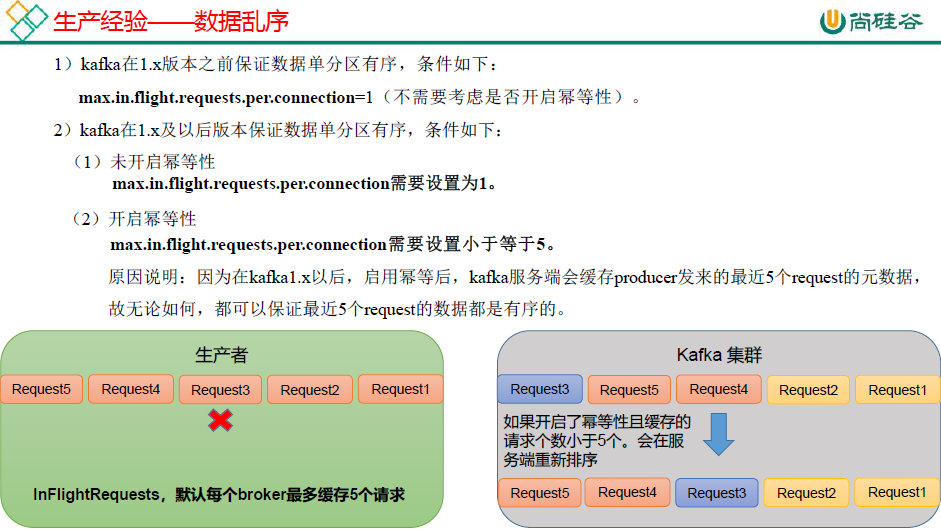 生产经验——数据乱序
尚硅谷
1）kafka在1.x版本之前保证数据单分区有序，条件如下：
max.in.flight.requests.per.connection=1（不需要考虑是否开启幂等性）。
2）kafka在1.x及以后版本保证数据单分区有序，条件如下：
（1）未开启幂等性
max.in.flight.requests.per.connection需要设置为1。
（2）开启幂等性
max.in.flight.requests.per.connection需要设置小于等于5。
原因说明：因为在kafka1.x以后，启用幂等后，kafka服务端会缓存producer发来的最近5个request的元数据，
故无论如何，都可以保证最近5个request的数据都是有序的。
生产者
Request5 Request4 Request3 Request2 Request1
InFlightRequests，默认每个broker最多缓存5个请求
Kafka 集群
Request3 Request5 Request4 Request2 Request1
如果开启了幂等性且缓存的
请求个数小于5个。会在服
务端重新排序
Request5 Request4 Request3 Request2 Request1